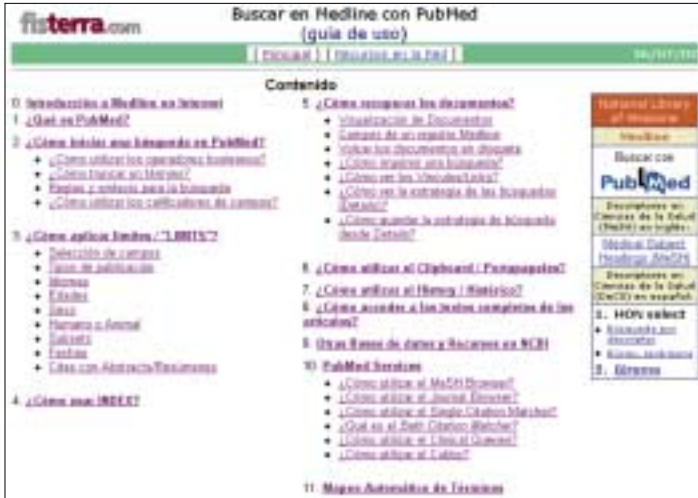 fisterra.com
Buscar en Medline con PubMed
(guía de uso)
[ Principal ] [ Recursos en la Red ]
Contenido
0. Introducción a Medline en Internet
1. ¿Qué es PubMed?
2. ¿Cómo iniciar una búsqueda en PubMed?
¿Cómo utilizar los operadores booleanos?
¿Cómo truncar un término?
Reglas y sintaxis para la búsqueda
¿Cómo utilizar los calificadores de campos?
3. ¿Cómo aplicar límites / "LIMITS"?
Selección de campos
Tipos de publicación
Idiomas
Edades
Sexo
Humano o Animal
Subsets
Fechas
Citas con Abstracts/Resúmenes
4. ¿Cómo usar INDEX?
5. ¿Cómo recuperar los documentos?
Visualización de Documentos
Campos de un registro Medline
Volcar los documentos en disquete
¿Cómo imprimir una búsqueda?
¿Cómo ver los Vínculos/Links?
¿Cómo ver la estrategia de las búsquedas
(Details)?
¿Cómo guardar la estrategia de búsqueda
desde Details?
6. ¿Cómo utilizar el Clipboard / Portapapeles?
7. ¿Cómo utilizar el History / Histórico?
8. ¿Cómo acceder a los textos completos de los
artículos?
9. Otras Bases de datos y Recursos en NCBI
10. PubMed Services
¿Cómo utilizar el MeSH Browser?
¿Cómo utilizar el Journal Browser?
¿Cómo utilizar el Single Citation Matcher?
¿Qué es el Bath Citation Matcher?
¿Cómo utilizar el Clinical Queries?
¿Cómo utilizar el Cubby?
11. Mapeo Automático de Términos
National Library
of Medicine
Medline
Buscar con
PubMed
Descriptores en
Ciencias de la Salud
(MeSH) en inglés:
Medical Subject
Headings (MeSH)
Descriptores en
Ciencias de la Salud
(DeCS) en español:
1. HON select
Búsqueda por
descriptor
2. Bireme